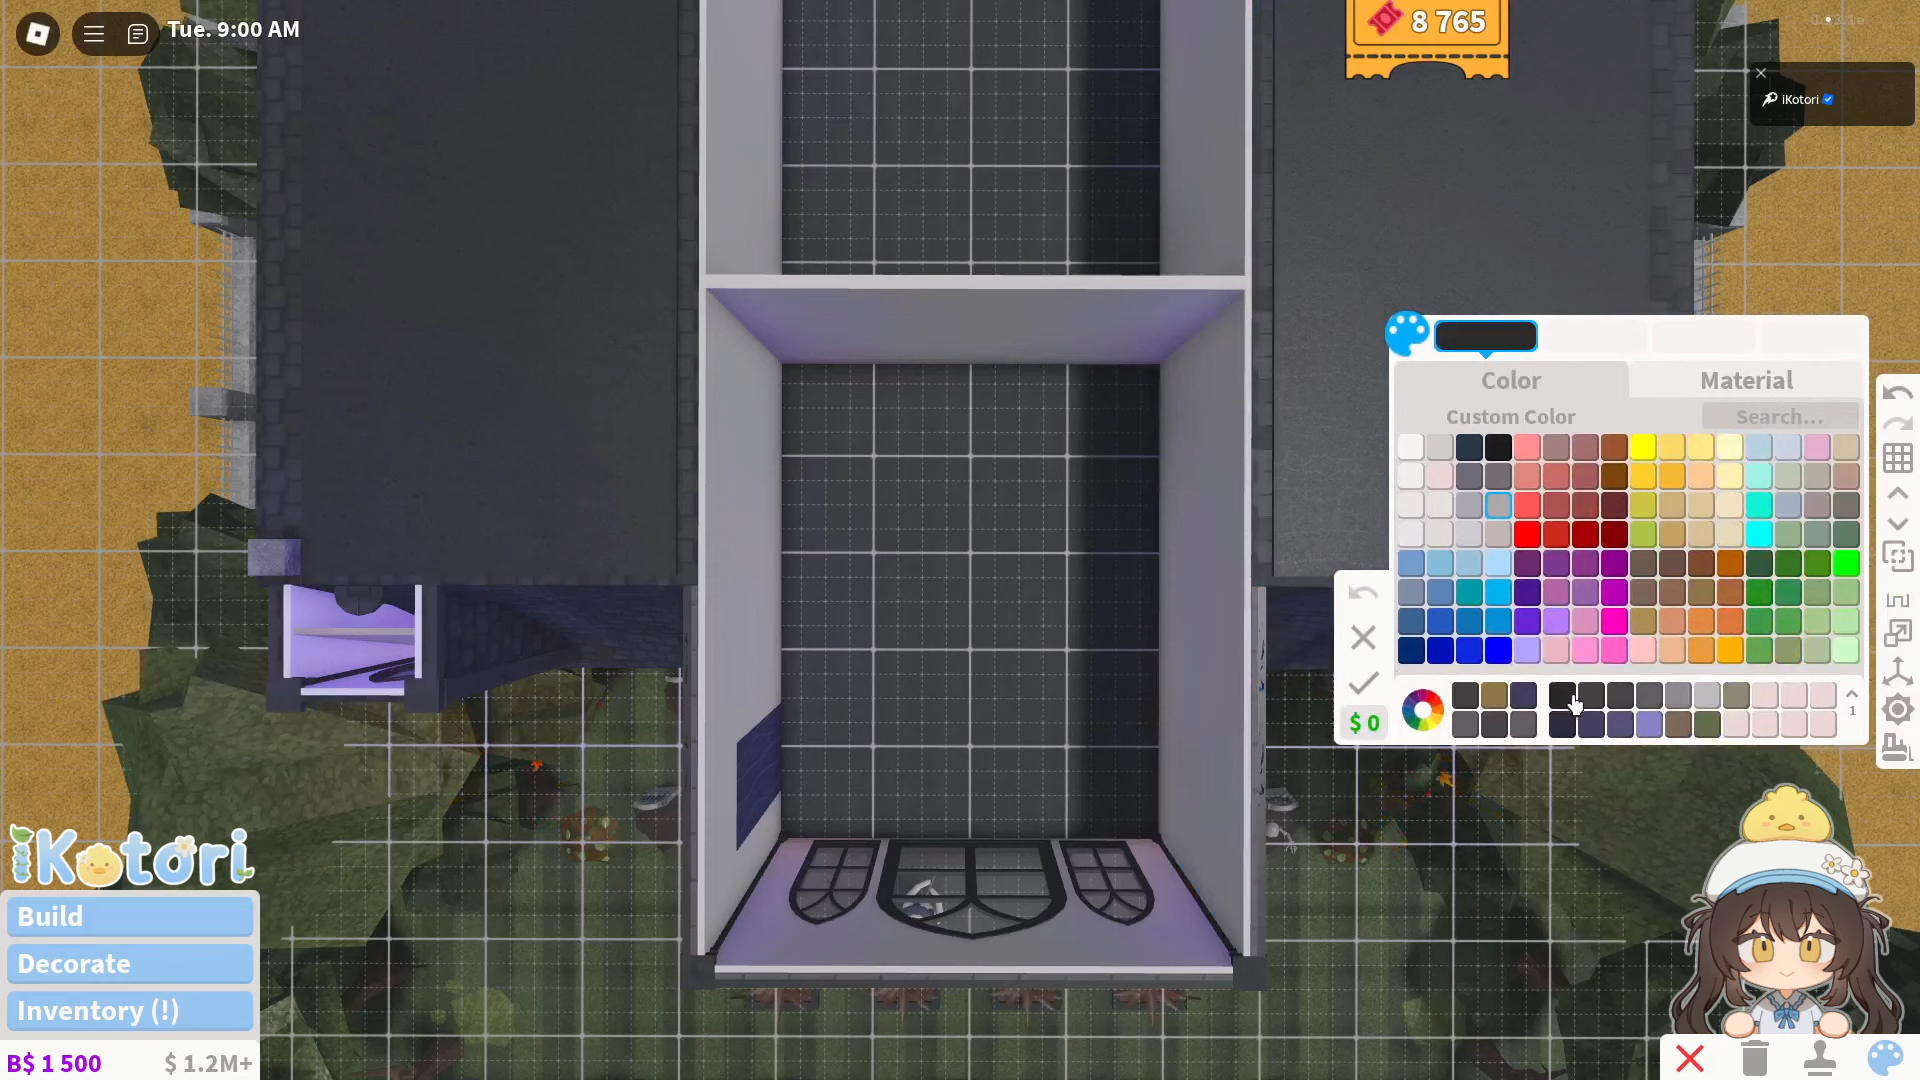 Tue. 9:00 AM
8 765
iKotori
Color
Material
Custom Color
Search...
1
$ 0
iKotori
Build
Decorate
Inventory (!)
B$ 1 500
$ 1.2M+